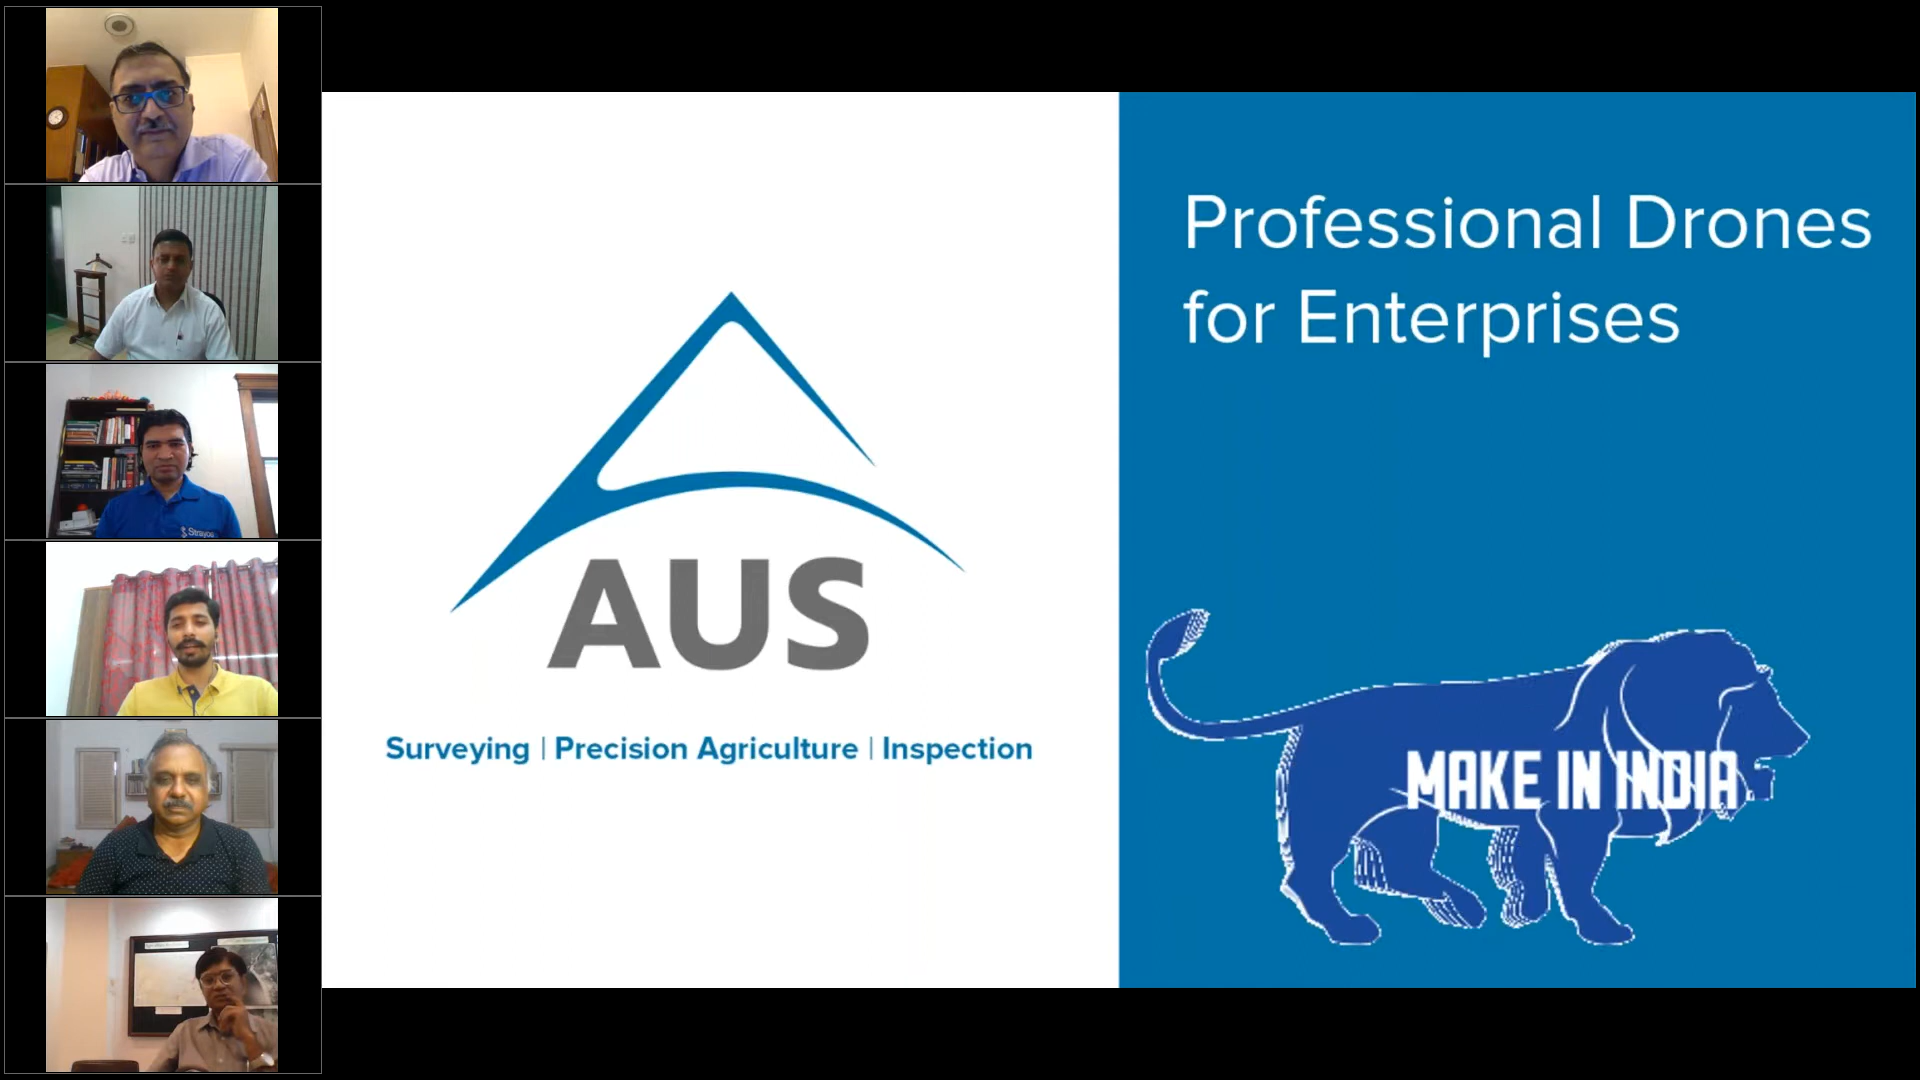 Professional Drones
for Enterprises
AUS
Surveying | Precision Agriculture | Inspection
MAKE IN INDIA